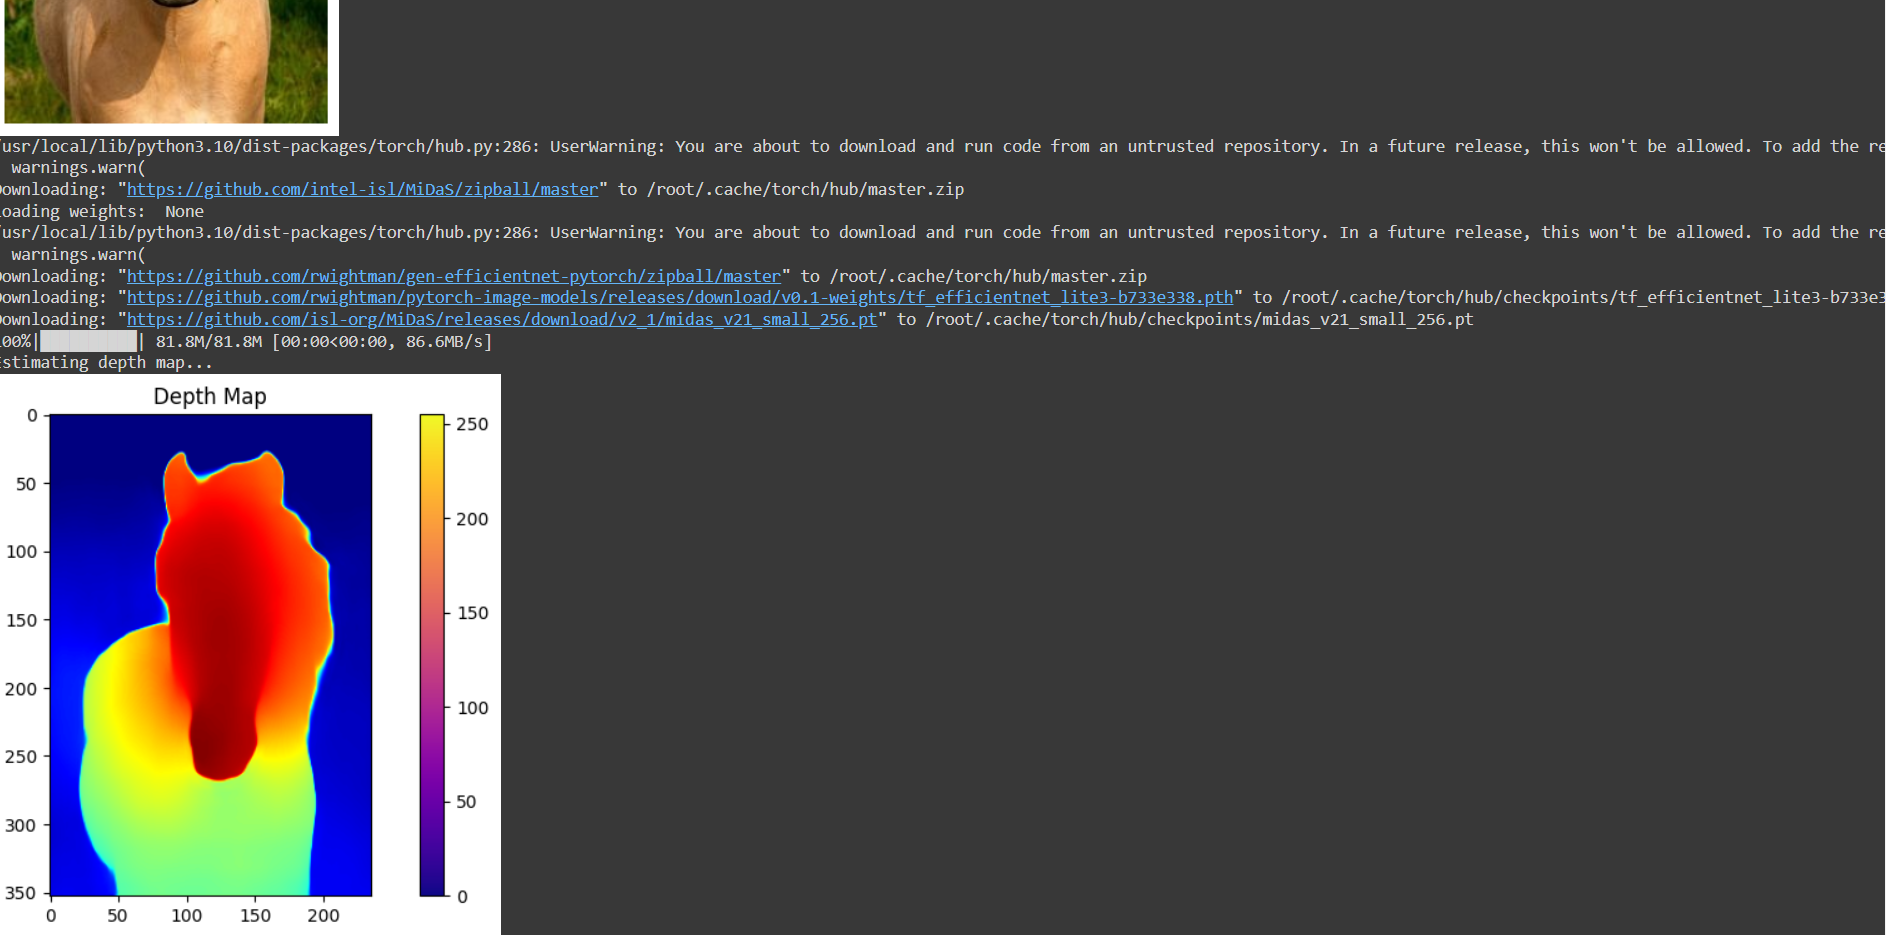 usr/local/lib/python3.10/dist-packages/torch/hub.py:286: UserWarning: You are about to download and run code from an untrusted repository. In a future release, this won't be allowed. To add the re
warnings.warn(
Downloading: "https://github.com/intel-isl/MiDaS/zipball/master" to /root/.cache/torch/hub/master.zip
Loading weights:  None
usr/local/lib/python3.10/dist-packages/torch/hub.py:286: UserWarning: You are about to download and run code from an untrusted repository. In a future release, this won't be allowed. To add the re
warnings.warn(
Downloading: "https://github.com/rwightman/gen-efficientnet-pytorch/zipball/master" to /root/.cache/torch/hub/master.zip
Downloading: "https://github.com/rwightman/pytorch-image-models/releases/download/v0.1-weights/tf_efficientnet_lite3-b733e338.pth" to /root/.cache/torch/hub/checkpoints/tf_efficientnet_lite3-b733e3
Downloading: "https://github.com/isl-org/MiDaS/releases/download/v2_1/midas_v21_small_256.pt" to /root/.cache/torch/hub/checkpoints/midas_v21_small_256.pt
100%|██████████| 81.8M/81.8M [00:00<00:00, 86.6MB/s]
Estimating depth map...
Depth Map
0
50
100
150
200
250
300
350
0 50 100 150 200
250
200
150
100
50
0